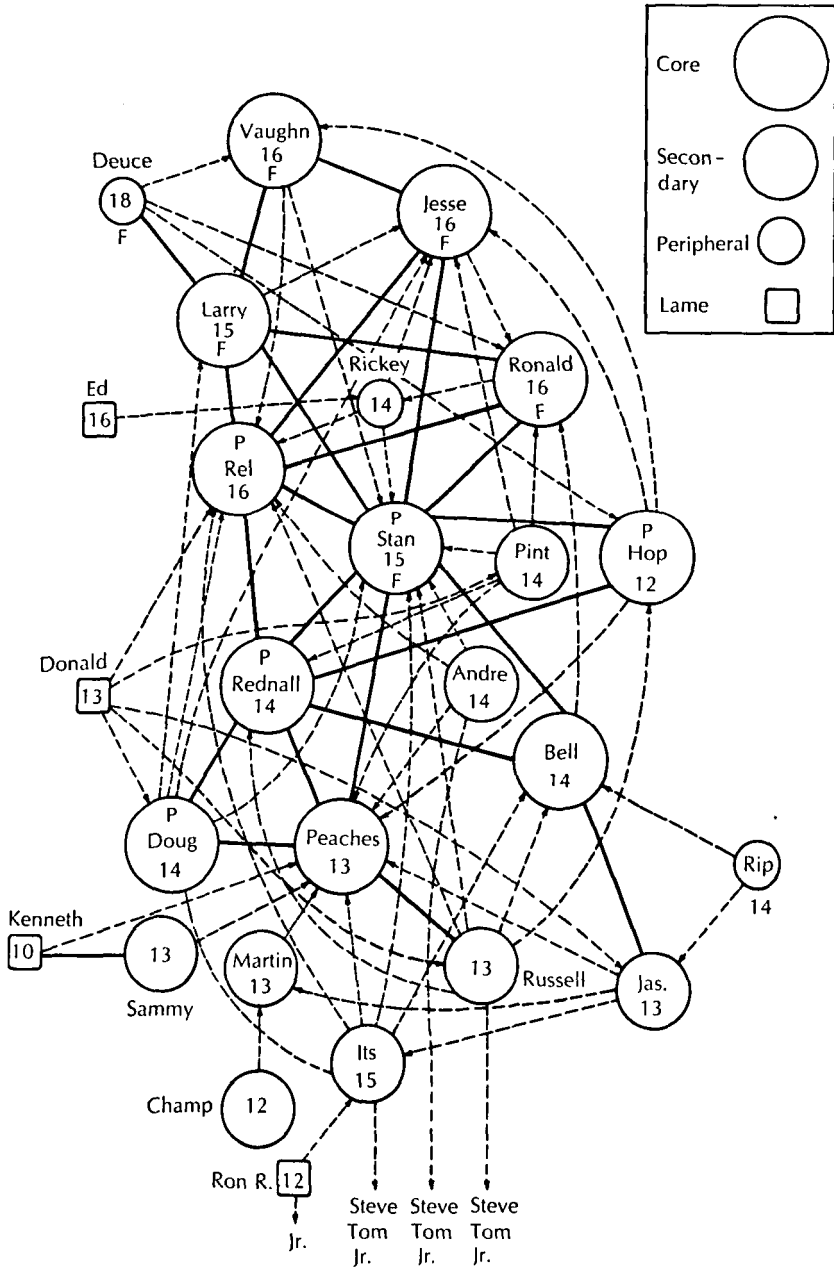 Core
Secon-
dary
Peripheral
Lame
Vaughn
16
F
Deuce
18
F
Jesse
16
F
Larry
15
F
Ronald
16
F
Rickey
14
Ed
16
P
Rel
16
P
Stan
15
F
Pint
14
P
Hop
12
Donald
13
P
Rednall
14
Andre
14
Bell
14
P
Doug
14
Peaches
13
Rip
14
Kenneth
10
13
Sammy
Martin
13
13
Russell
Jas.
13
Its
15
Champ
12
Ron R.
12
Jr.
Steve
Tom
Jr.
Steve
Tom
Jr.
Steve
Tom
Jr.